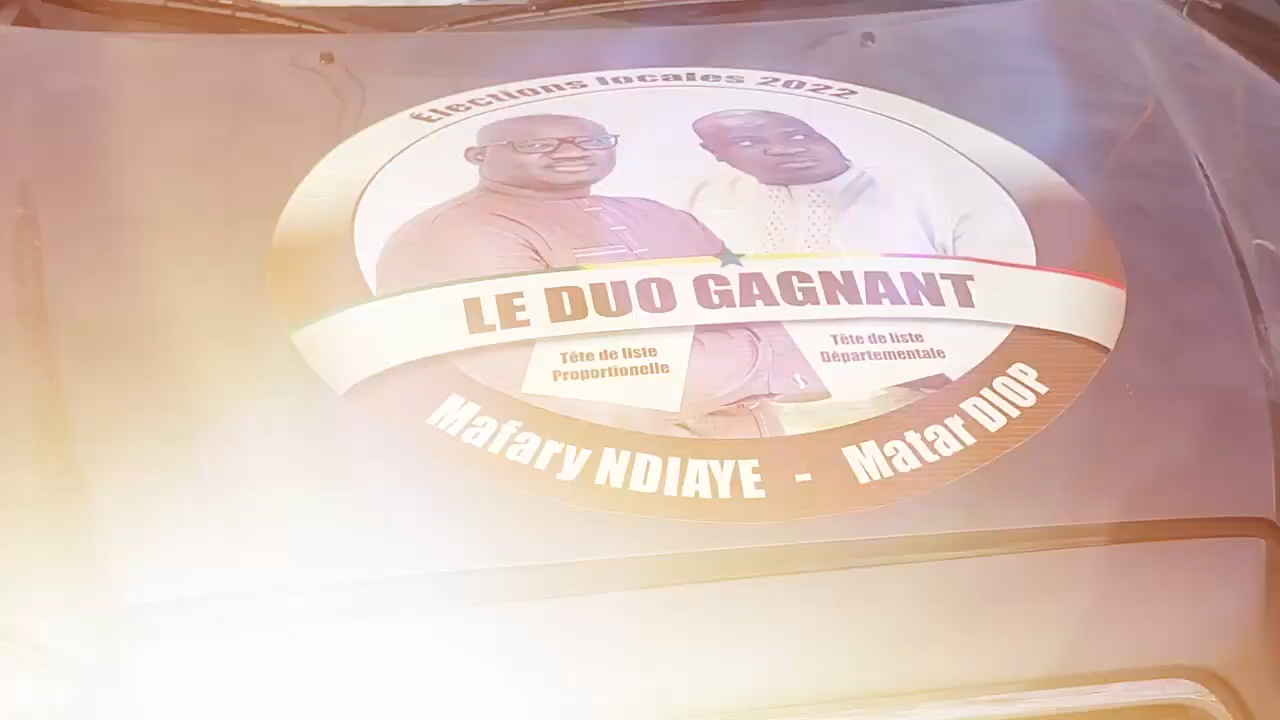 Élections locales 2022
LE DUO GAGNANT
Tête de liste
Proportionelle
Tête de liste
Départementale
Mafary NDIAYE - Matar DIOP